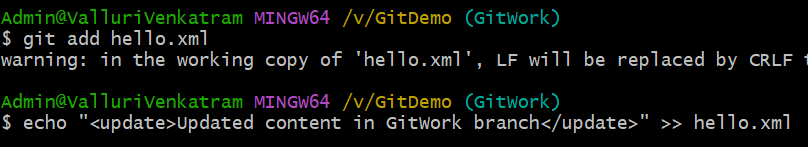 Admin@ValluriVenkatram MINGW64 /v/GitDemo (GitWork)
$ git add hello.xml
warning: in the working copy of 'hello.xml', LF will be replaced by CRLF t
Admin@ValluriVenkatram MINGW64 /v/GitDemo (GitWork)
$ echo "<update>Updated content in GitWork branch</update>" >> hello.xml